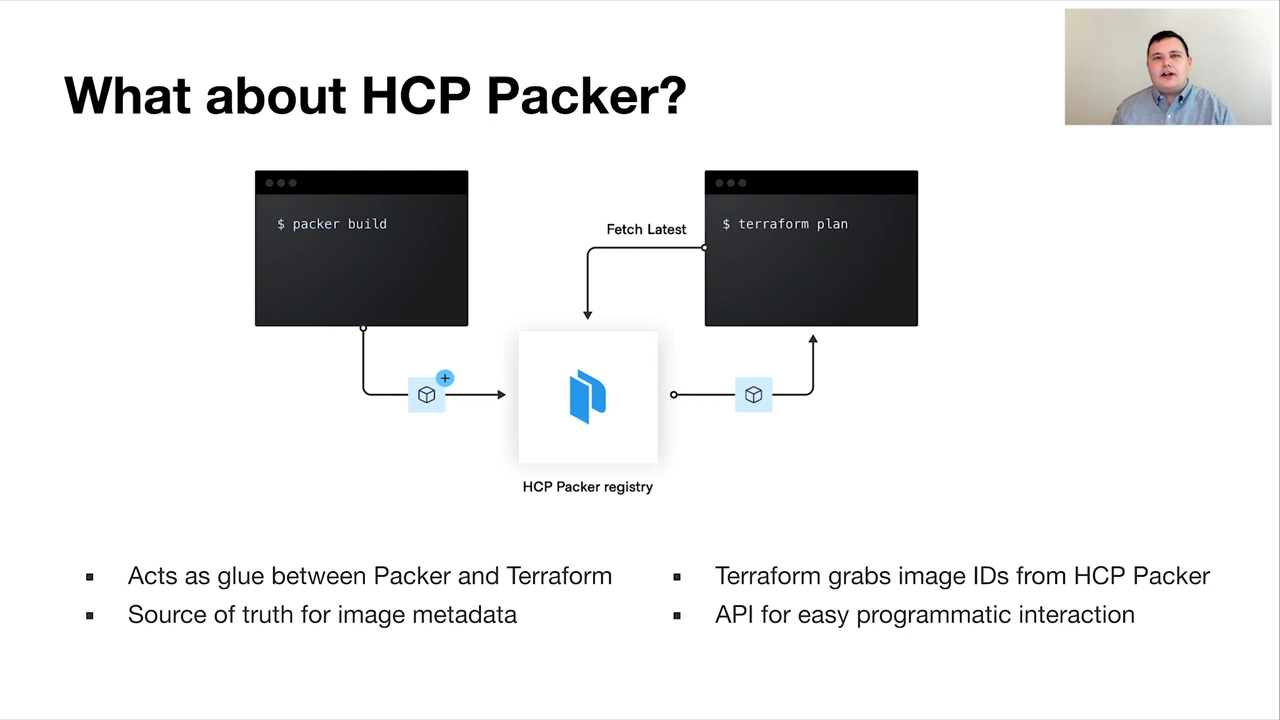 What about HCP Packer?
$ packer build
Fetch Latest
$ terraform plan
HCP Packer registry
▪ Acts as glue between Packer and Terraform
▪ Source of truth for image metadata
▪ Terraform grabs image IDs from HCP Packer
▪ API for easy programmatic interaction